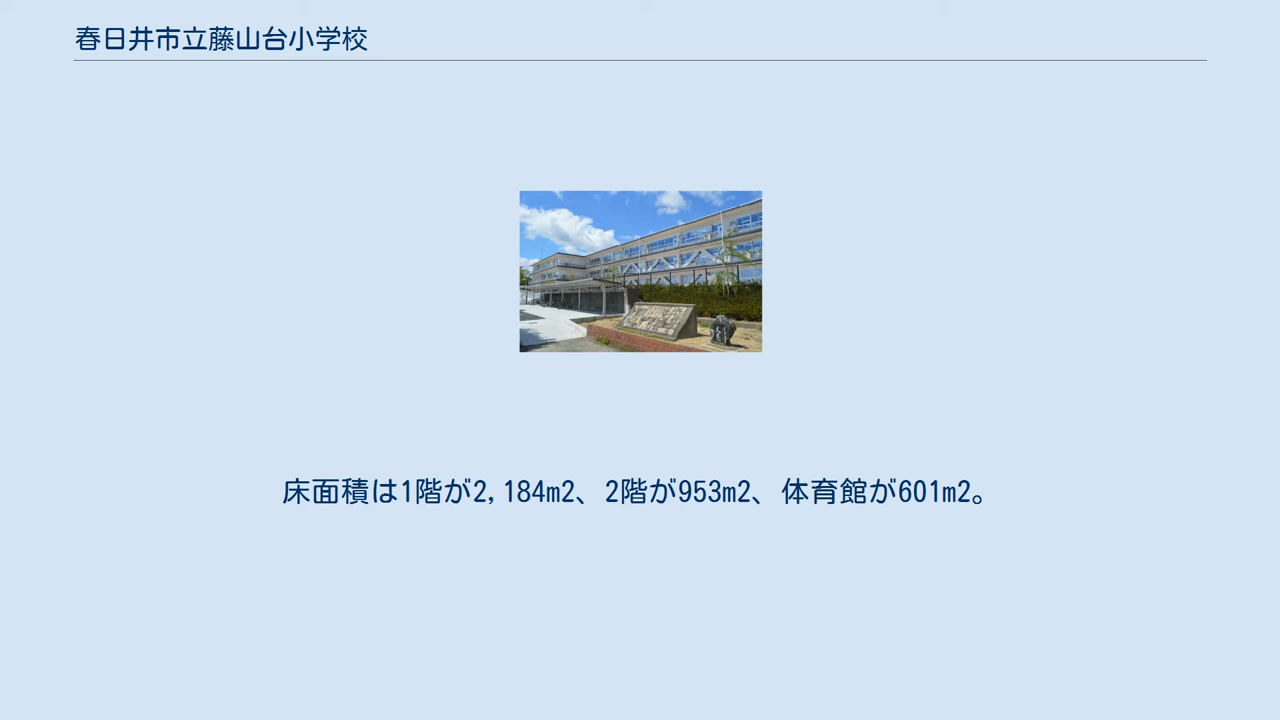 春日井市立藤山台小学校
床面積は1階が2,184m2、2階が953m2、体育館が601m2。